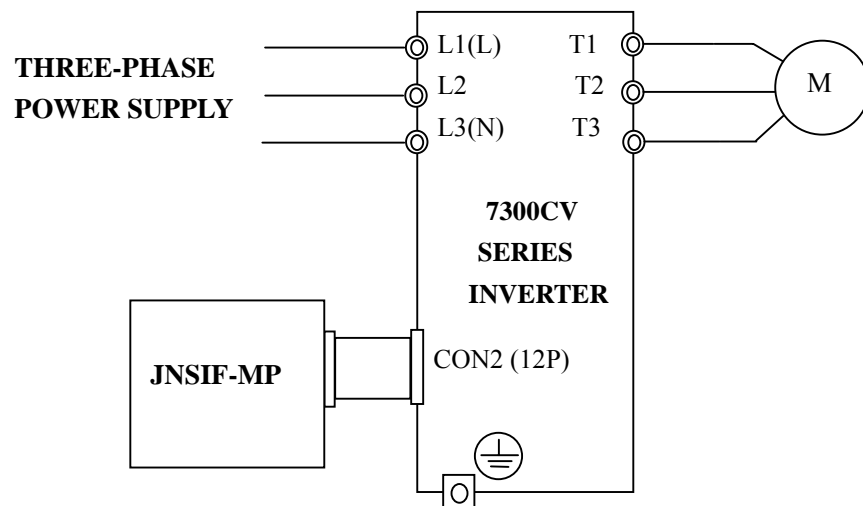 THREE-PHASE
POWER SUPPLY
L1(L)
L2
L3(N)
T1
T2
T3
M
7300CV
SERIES
INVERTER
JNSIF-MP
CON2 (12P)